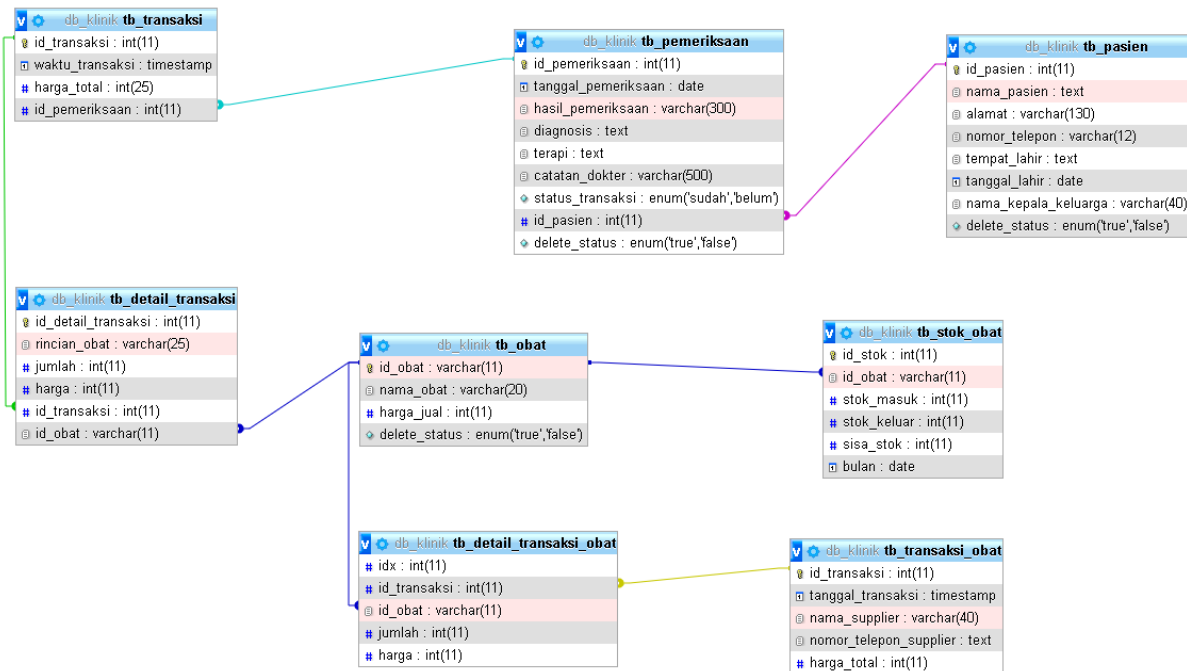 db_klinik tb_transaksi
id_transaksi : int(11)
waktu_transaksi : timestamp
harga_total : int(25)
id_pemeriksaan : int(11)
db_klinik tb_pemeriksaan
id_pemeriksaan : int(11)
tanggal_pemeriksaan : date
hasil_pemeriksaan : varchar(300)
diagnosis : text
terapi : text
catatan_dokter : varchar(500)
status_transaksi : enum('sudah','belum')
id_pasien : int(11)
delete_status : enum('true','false')
db_klinik tb_pasien
id_pasien : int(11)
nama_pasien : text
alamat : varchar(130)
nomor_telepon : varchar(12)
tempat_lahir : text
tanggal_lahir : date
nama_kepala_keluarga : varchar(40)
delete_status : enum('true','false')
db_klinik tb_detail_transaksi
id_detail_transaksi : int(11)
rincian_obat : varchar(25)
jumlah : int(11)
harga : int(11)
id_transaksi : int(11)
id_obat : varchar(11)
db_klinik tb_obat
id_obat : varchar(11)
nama_obat : varchar(20)
harga_jual : int(11)
delete_status : enum('true','false')
db_klinik tb_stok_obat
id_stok : int(11)
id_obat : varchar(11)
stok_masuk : int(11)
stok_keluar : int(11)
sisa_stok : int(11)
bulan : date
db_klinik tb_detail_transaksi_obat
idx : int(11)
id_transaksi : int(11)
id_obat : varchar(11)
jumlah : int(11)
harga : int(11)
db_klinik tb_transaksi_obat
id_transaksi : int(11)
tanggal_transaksi : timestamp
nama_supplier : varchar(40)
nomor_telepon_supplier : text
harga_total : int(11)